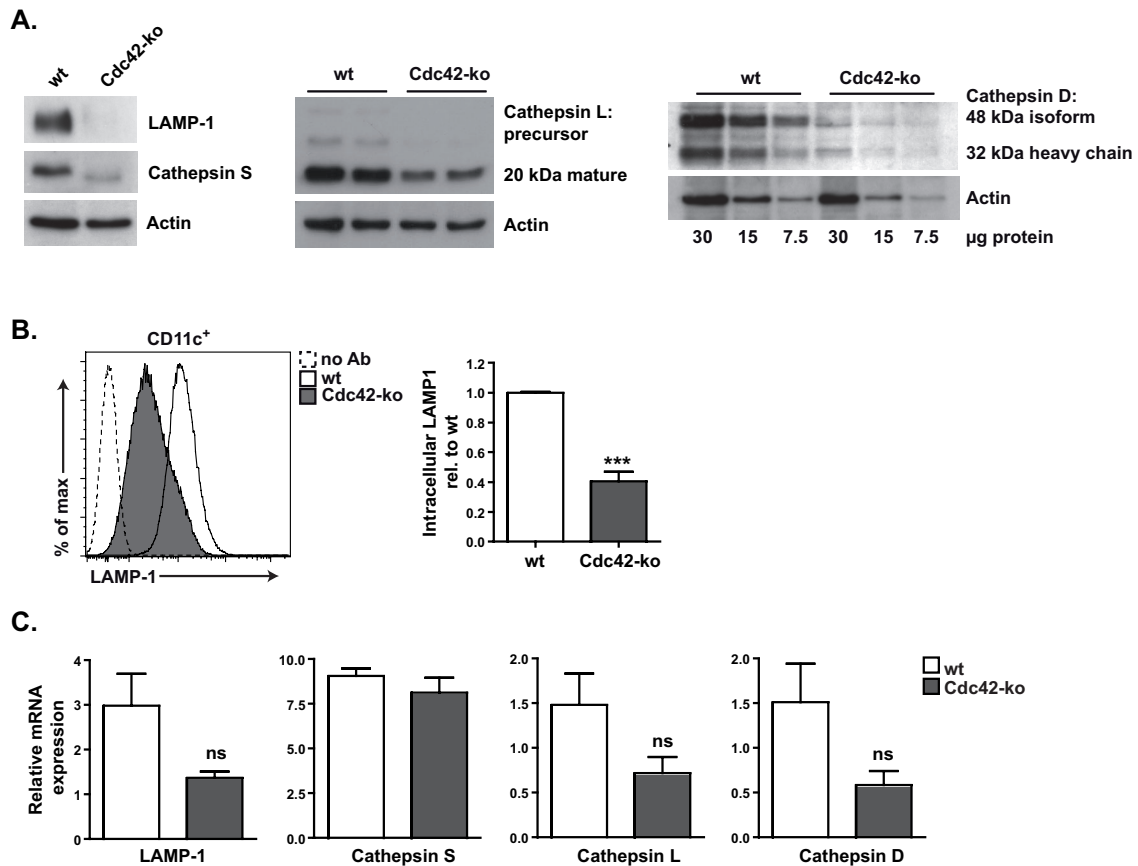 A.
wt
Cdc42-ko
LAMP-1
Cathepsin S
Actin
wt
Cdc42-ko
Cathepsin L:
precursor
20 kDa mature
Actin
wt
Cdc42-ko
Cathepsin D:
48 kDa isoform
32 kDa heavy chain
Actin
30 15 7.5 30 15 7.5 µg protein
B.
CD11c+
% of max
LAMP-1
no Ab
wt
Cdc42-ko
Intracellular LAMP1
rel. to wt
1.2
1.0
0.8
0.6
0.4
0.2
0.0
***
wt
Cdc42-ko
C.
Relative mRNA
expression
4
3
2
1
0
ns
LAMP-1
10.0
7.5
5.0
2.5
0.0
Cathepsin S
2.0
1.5
1.0
0.5
0.0
ns
Cathepsin L
2.0
1.5
1.0
0.5
0.0
ns
Cathepsin D
wt
Cdc42-ko